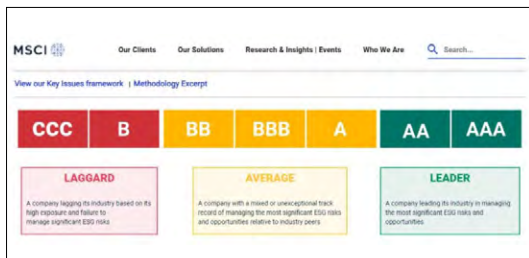 MSCI
Our Clients Our Solutions Research & Insights | Events Who We Are Search...
View our Key Issues framework | Methodology Excerpt
CCC B BB BBB A AA AAA
LAGGARD
A company lagging its industry based on its
high exposure and failure to
manage significant ESG risks
AVERAGE
A company with a mixed or unexceptional track
record of managing the most significant ESG risks
and opportunities relative to industry peers
LEADER
A company leading its industry in managing
the most significant ESG risks and
opportunities